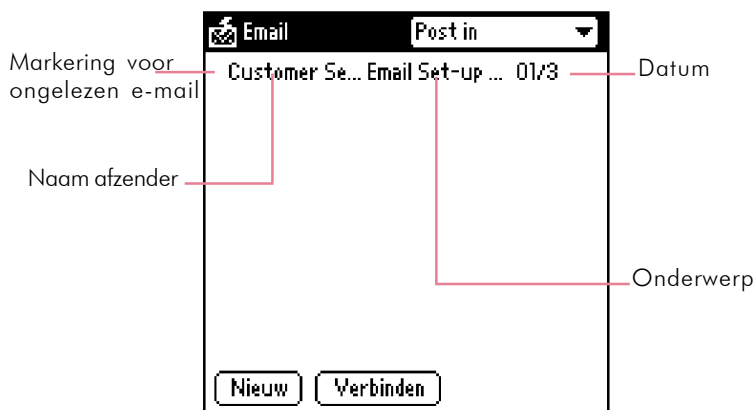 Email Post in
Markering voor
ongelezen e-mail
Customer Se... Email Set-up ... 01/3
Datum
Naam afzender
Onderwerp
Nieuw Verbinden